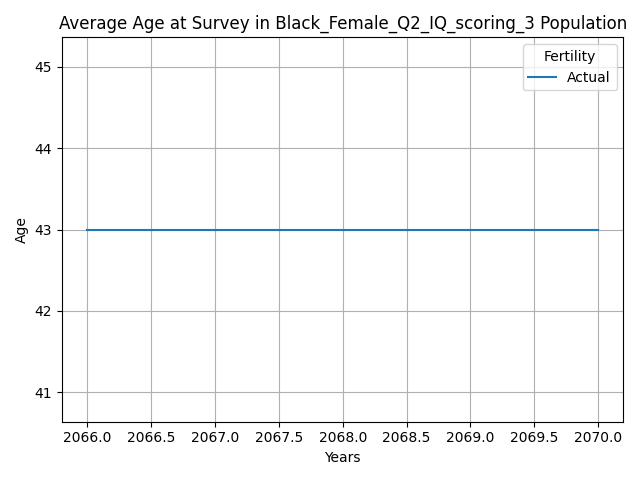 Average Age at Survey in Black_Female_Q2_IQ_scoring_3 Population
Fertility
Actual
45
44
43
42
41
Age
2066.0 2066.5 2067.0 2067.5 2068.0 2068.5 2069.0 2069.5 2070.0
Years